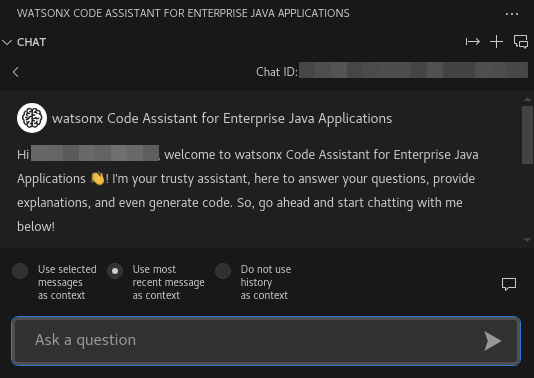 WATSONX CODE ASSISTANT FOR ENTERPRISE JAVA APPLICATIONS
CHAT
Chat ID:
watsonx Code Assistant for Enterprise Java Applications
Hi , welcome to watsonx Code Assistant for Enterprise Java
Applications 👋! I'm your trusty assistant, here to answer your questions, provide
explanations, and even generate code. So, go ahead and start chatting with me
below!
Use selected
messages
as context
Use most
recent message
as context
Do not use
history
as context
Ask a question